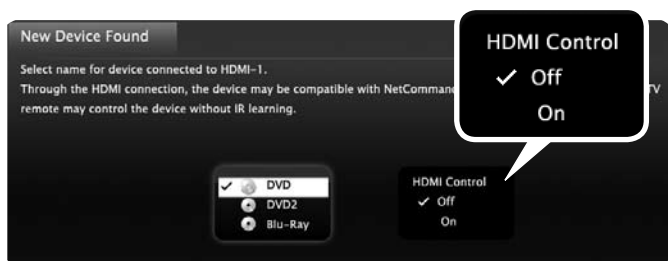 New Device Found
Select name for device connected to HDMI-1.
Through the HDMI connection, the device may be compatible with NetComman
TV
remote may control the device without IR learning.
HDMI Control
✓ Off
On
✓ DVD
DVD2
Blu-Ray
HDMI Control
✓ Off
On